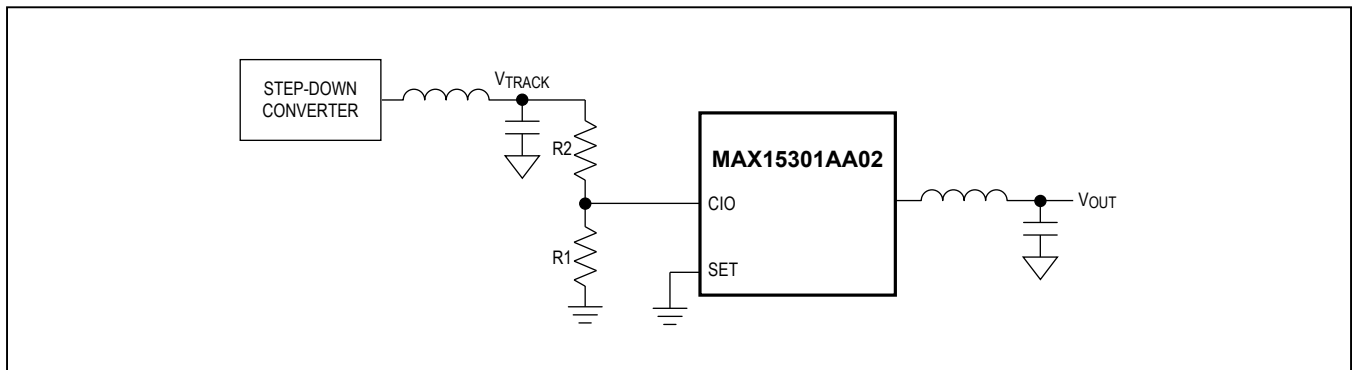 STEP-DOWN
CONVERTER
VTRACK
R2
R1
MAX15301AA02
CIO
SET
VOUT